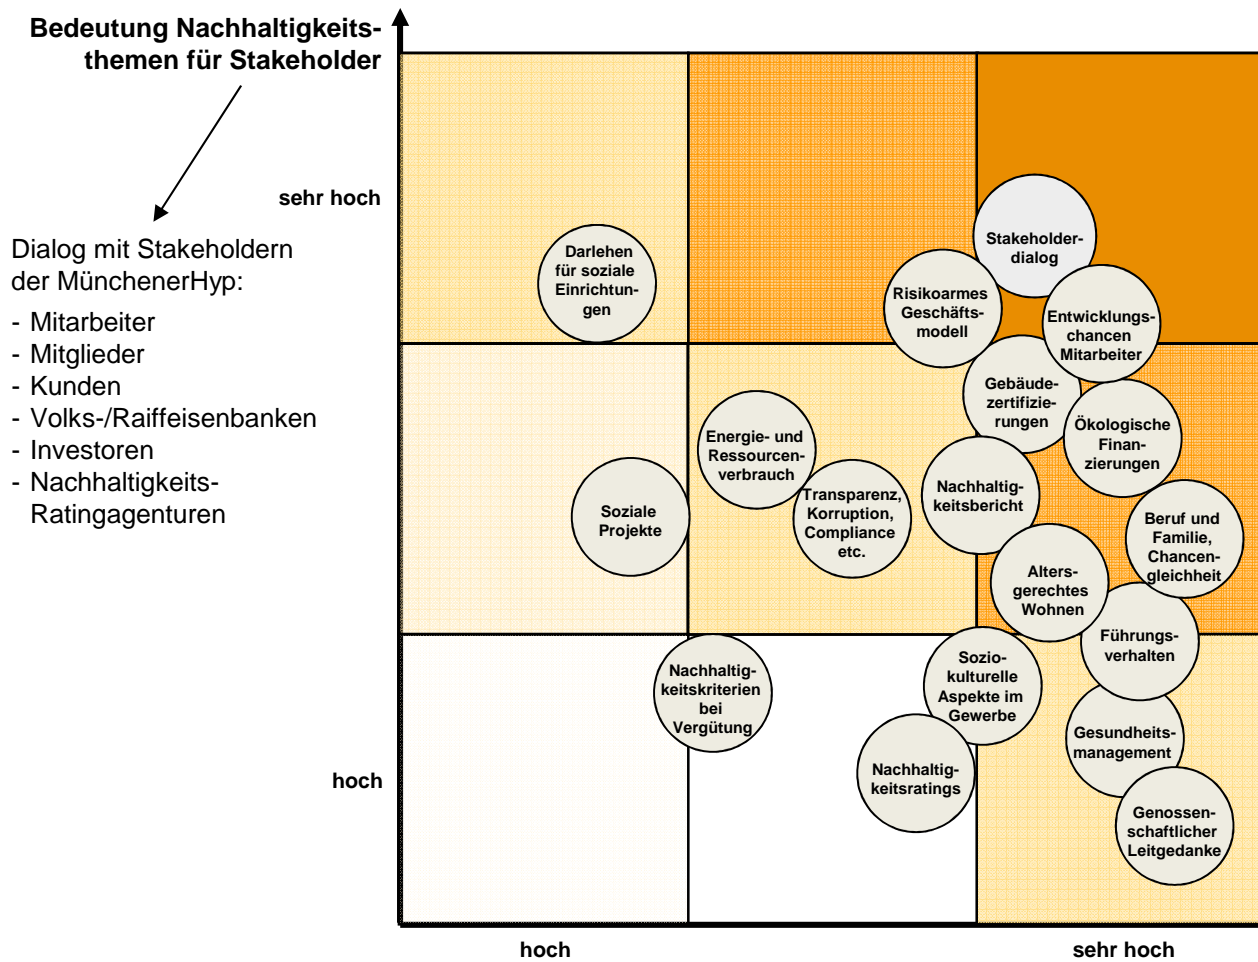 Bedeutung Nachhaltigkeits-
themen für Stakeholder
sehr hoch
Dialog mit Stakeholdern
der MünchenerHyp:
- Mitarbeiter
- Mitglieder
- Kunden
- Volks-/Raiffeisenbanken
- Investoren
- Nachhaltigkeits-
Ratingagenturen
hoch
Stakeholder-
dialog
Darlehen
für soziale
Einrichtun-
gen
Risikoarmes
Geschäfts-
modell
Entwicklungs-
chancen
Mitarbeiter
Gebäude-
zertifizie-
rungen
Ökologische
Finan-
zierungen
Energie- und
Ressourcen-
verbrauch
Nachhaltig-
keitsbericht
Soziale
Projekte
Transparenz,
Korruption,
Compliance
etc.
Beruf und
Familie,
Chancen-
gleichheit
Alters-
gerechtes
Wohnen
Führungs-
verhalten
Nachhaltig-
keitskriterien
bei
Vergütung
Sozio-
kulturelle
Aspekte im
Gewerbe
Gesundheits-
management
Nachhaltig-
keitsratings
Genossen-
schaftlicher
Leitgedanke
hoch
sehr hoch